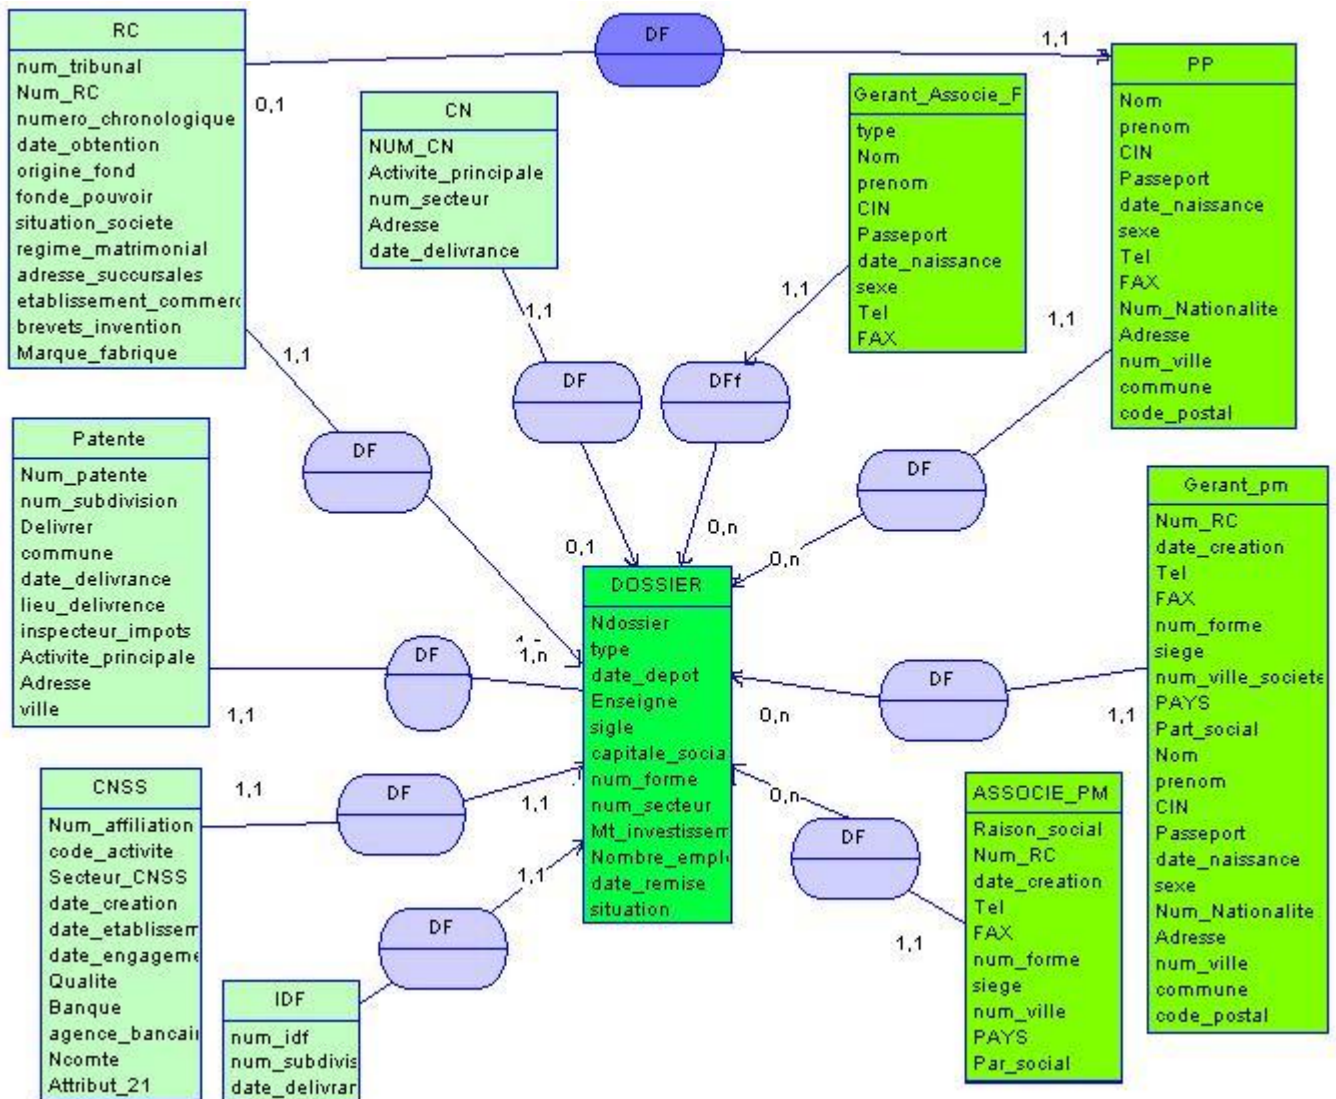 RC
num_tribunal
Num_RC
numero_chronologique
date_obtention
origine_fond
fonde_pouvoir
situation_societe
regime_matrimonial
adresse_succursales
etablissement_commerc
brevets_invention
Marque_fabrique
0,1
DF
1,1
PP
Nom
prenom
CIN
Passeport
date_naissance
sexe
Tel
FAX
Num_Nationalite
Adresse
num_ville
commune
code_postal
CN
NUM_CN
Activite_principale
num_secteur
Adresse
date_delivrance
Gerant_Associe_F
type
Nom
prenom
CIN
Passeport
date_naissance
sexe
Tel
FAX
1,1
DF
1,1
DF
0,1
1,1
DFf
0,n
1,1
DF
0,n
Patente
Num_patente
num_subdivision
Delivrer
commune
date_delivrance
lieu_delivrence
inspecteur_impots
Activite_principale
Adresse
ville
1,1
DF
1,n
DOSSIER
Ndossier
type
date_depot
Enseigne
sigle
capitale_socia
num_forme
num_secteur
Mt_investissem
Nombre_empl
date_remise
situation
Gerant_pm
Num_RC
date_creation
Tel
FAX
num_forme
siege
num_ville_societe
PAYS
Part_social
Nom
prenom
CIN
Passeport
date_naissance
sexe
Num_Nationalite
Adresse
num_ville
commune
code_postal
0,n
DF
1,1
CNSS
Num_affiliation
code_activite
Secteur_CNSS
date_creation
date_etablissem
date_engageme
Qualite
Banque
agence_bancair
Ncomte
Attribut_21
1,1
DF
1,1
IDF
num_idf
num_subdivis
date_delivrar
DF
1,1
0,n
DF
1,1
ASSOCIE_PM
Raison_social
Num_RC
date_creation
Tel
FAX
num_forme
siege
num_ville
PAYS
Par_social